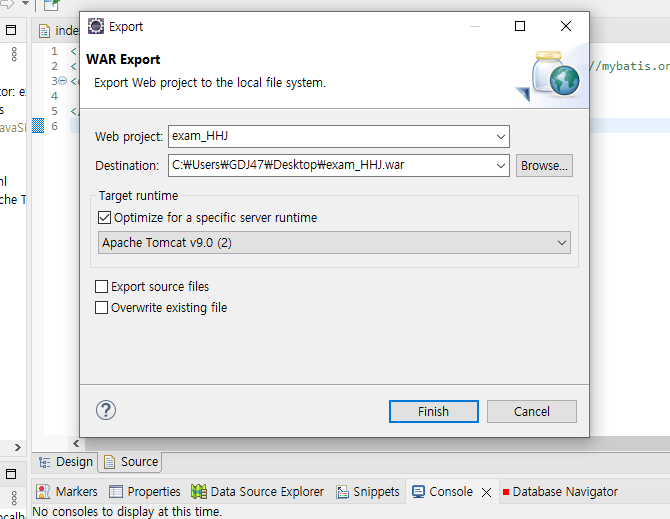 Export
inde
WAR Export
Export Web project to the local file system.
//mybatis.or
Web project: exam_HHJ
Destination: C:₩Users₩GDJ47₩Desktop₩exam_HHJ.war Browse...
Target runtime
Optimize for a specific server runtime
Apache Tomcat v9.0 (2)
Export source files
Overwrite existing file
? Finish Cancel
1 <
2 <
3 <
4
5 </
6
tor: e
s
avaS
ml
che T
Design Source
Markers Properties Data Source Explorer Snippets Console Database Navigator
No consoles to display at this time.
ocalh